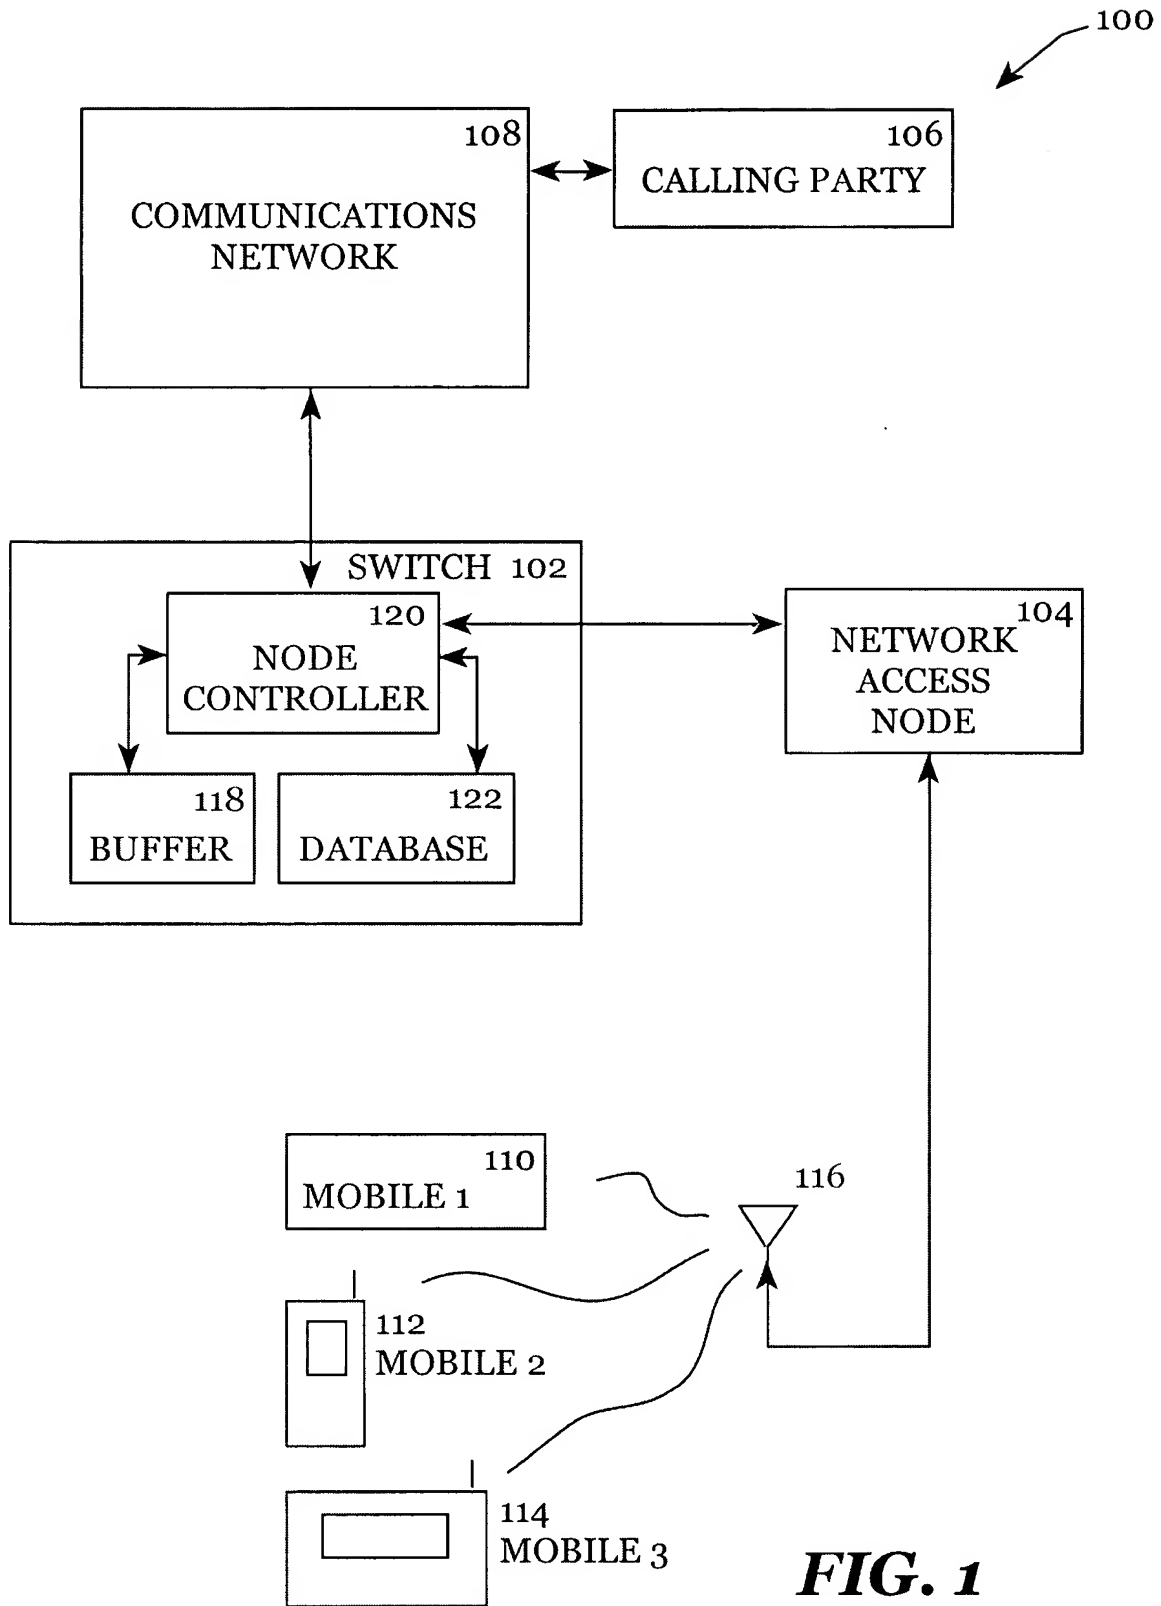 100
108
COMMUNICATIONS
NETWORK
106
CALLING PARTY
SWITCH 102
120
NODE
CONTROLLER
118
BUFFER
122
DATABASE
104
NETWORK
ACCESS
NODE
110
MOBILE 1
116
112
MOBILE 2
114
MOBILE 3
FIG. 1